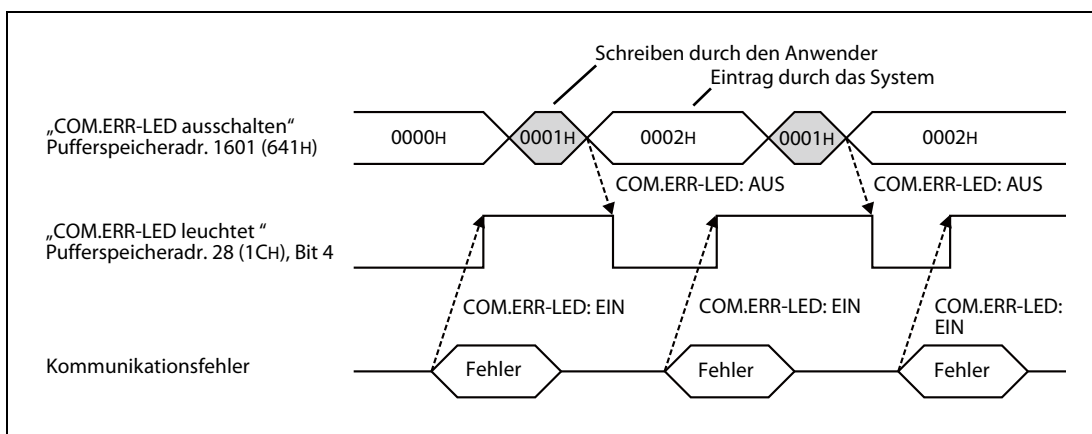 Schreiben durch den Anwender
Eintrag durch das System
„COM.ERR-LED ausschalten“
Pufferspeicheradr. 1601 (641H)
0000H
0001H
0002H
0001H
0002H
COM.ERR-LED: AUS
COM.ERR-LED: AUS
„COM.ERR-LED leuchtet “
Pufferspeicheradr. 28 (1CH), Bit 4
COM.ERR-LED: EIN
COM.ERR-LED: EIN
COM.ERR-LED:
EIN
Kommunikationsfehler
Fehler
Fehler
Fehler